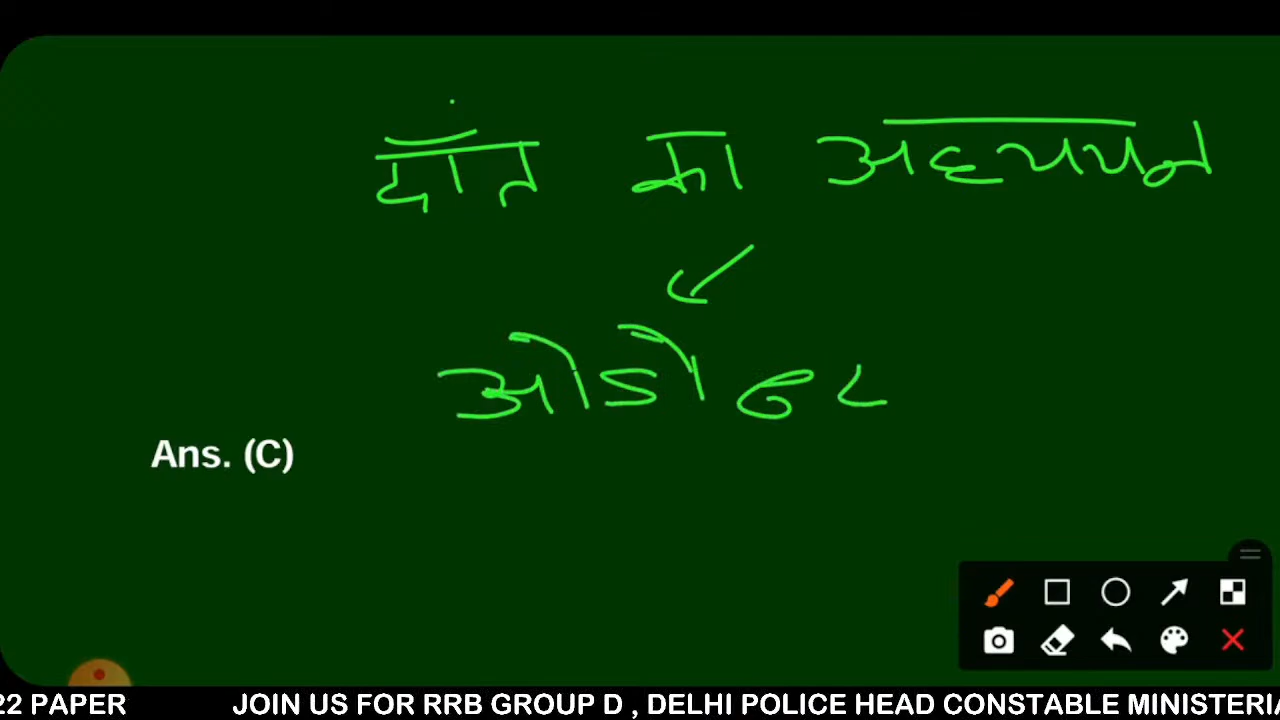 दाँत का अध्ययन
ओडोन्ट
Ans. (C)
22 PAPER JOIN US FOR RRB GROUP D , DELHI POLICE HEAD CONSTABLE MINISTERIA